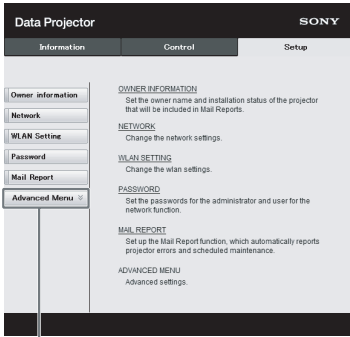 Data Projector
SONY
Information
Control
Setup
Owner information
Network
WLAN Setting
Password
Mail Report
Advanced Menu
OWNER INFORMATION
Set the owner name and installation status of the projector
that will be included in Mail Reports.
NETWORK
Change the network settings.
WLAN SETTING
Change the wlan settings.
PASSWORD
Set the passwords for the administrator and user for the
network function.
MAIL REPORT
Set up the Mail Report function, which automatically reports
projector errors and scheduled maintenance.
ADVANCED MENU
Advanced settings.